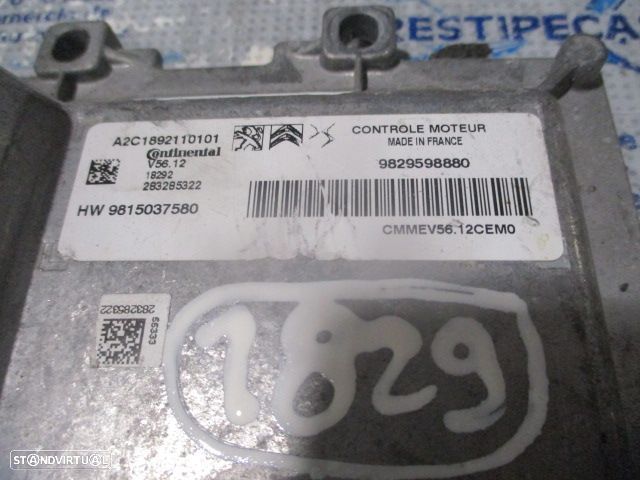 RESTIPEÇA
A2C1892110101
Continental
V56.12
18292
283285322
HW 9815037580
CONTROLE MOTEUR
MADE IN FRANCE
9829598880
CMMEV56.12CEM0
55333
283285322
1829
STANDVIRTUAL